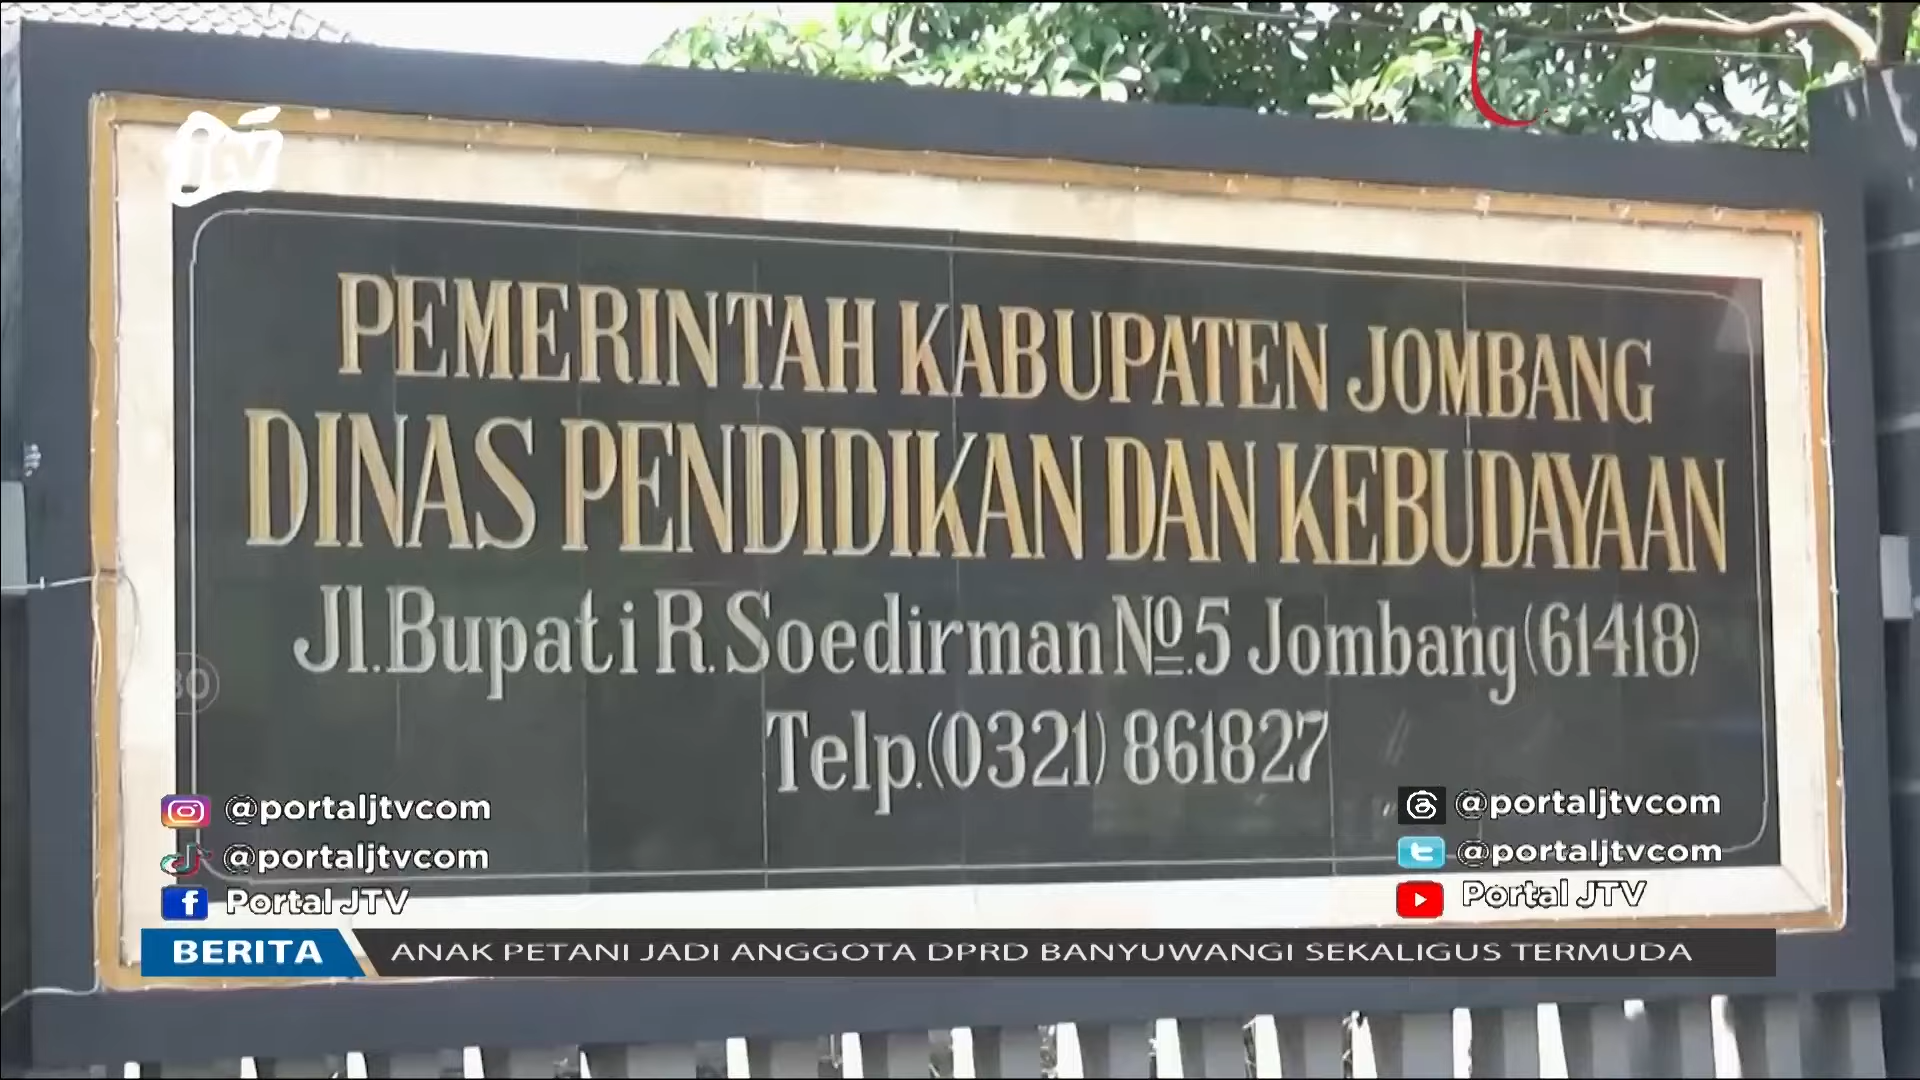 jtv
PEMERINTAH KABUPATEN JOMBANG
DINAS PENDIDIKAN DAN KEBUDAYAAN
Jl.Bupati R.Soedirman Nº.5 Jombang (61418)
Telp.(0321) 861827
@portaljtvcom
@portaljtvcom
Portal JTV
@portaljtvcom
@portaljtvcom
Portal JTV
BERITA
ANAK PETANI JADI ANGGOTA DPRD BANYUWANGI SEKALIGUS TERMUDA